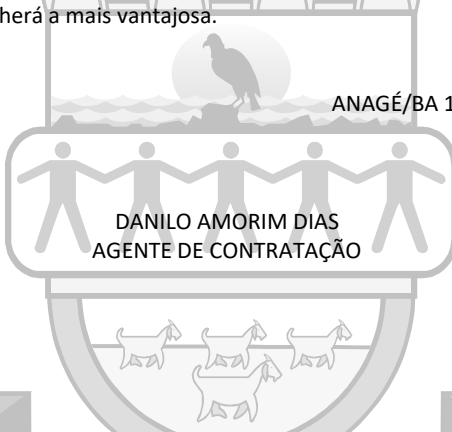 herá a mais vantajosa.
ANAGÉ/BA 1
DANILO AMORIM DIAS
AGENTE DE CONTRATAÇÃO